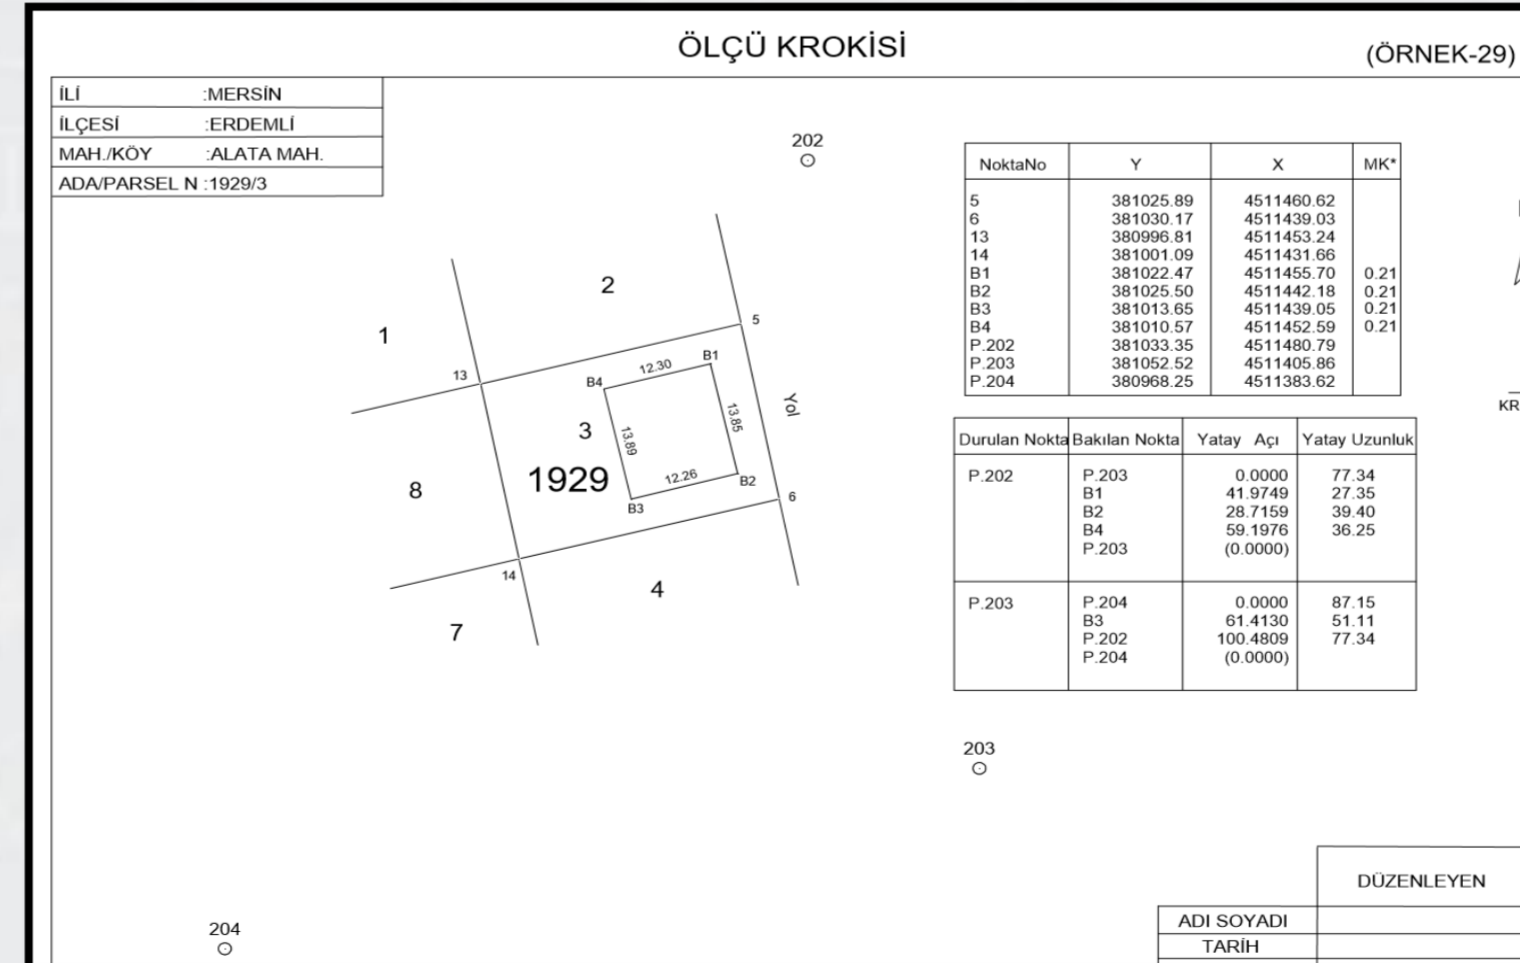 ÖLÇÜ KROKİSİ
(ÖRNEK-29)
İLİ :MERSİN
İLÇESİ :ERDEMLİ
MAH./KÖY :ALATA MAH.
ADA/PARSEL N :1929/3
202
2
1
5
13
B1
12.30
B4
Yol
13.85
3
13.89
1929
8
12.26
B2
6
B3
14
4
7
NoktaNo Y X MK*
5 381025.89 4511460.62
6 381030.17 4511439.03
13 380996.81 4511453.24
14 381001.09 4511431.66
B1 381022.47 4511455.70 0.21
B2 381025.50 4511442.18 0.21
B3 381013.65 4511439.05 0.21
B4 381010.57 4511452.59 0.21
P.202 381033.35 4511480.79
P.203 381052.52 4511405.86
P.204 380968.25 4511383.62
KR
Durulan Nokta Bakılan Nokta Yatay Açı Yatay Uzunluk
P.202 P.203 0.0000 77.34
B1 41.9749 27.35
B2 28.7159 39.40
B4 59.1976 36.25
P.203 (0.0000)
P.203 P.204 0.0000 87.15
B3 61.4130 51.11
P.202 100.4809 77.34
P.204 (0.0000)
203
204
DÜZENLEYEN
ADI SOYADI
TARİH